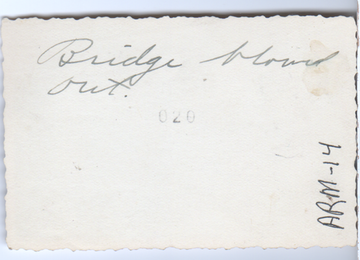 Bridge blown
out.
020
ARM-14